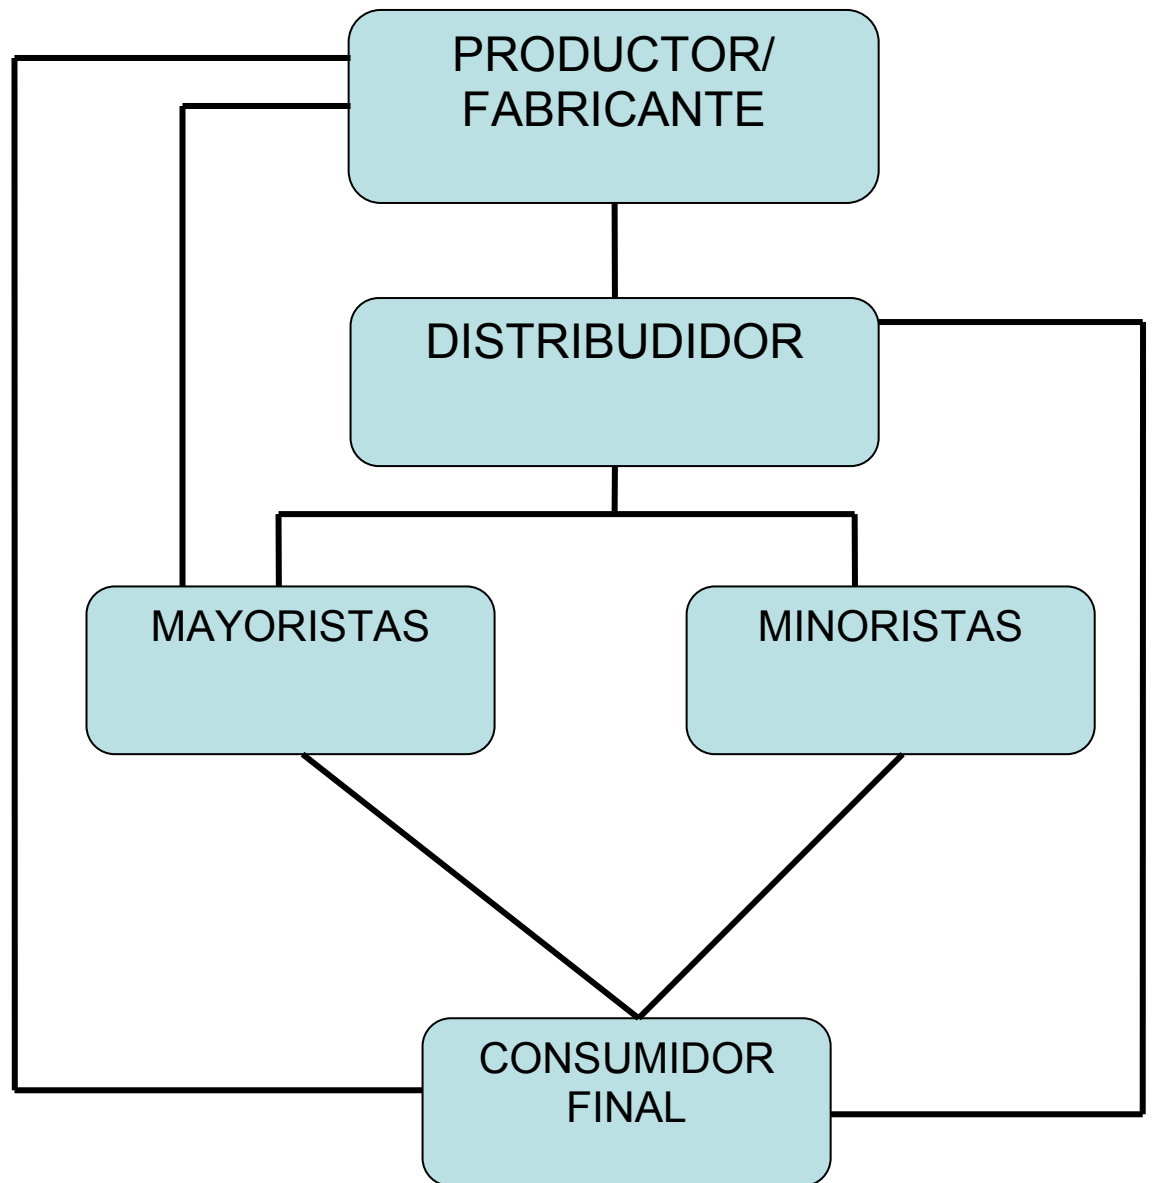 PRODUCTOR/
FABRICANTE
DISTRIBUDIDOR
MAYORISTAS
MINORISTAS
CONSUMIDOR
FINAL